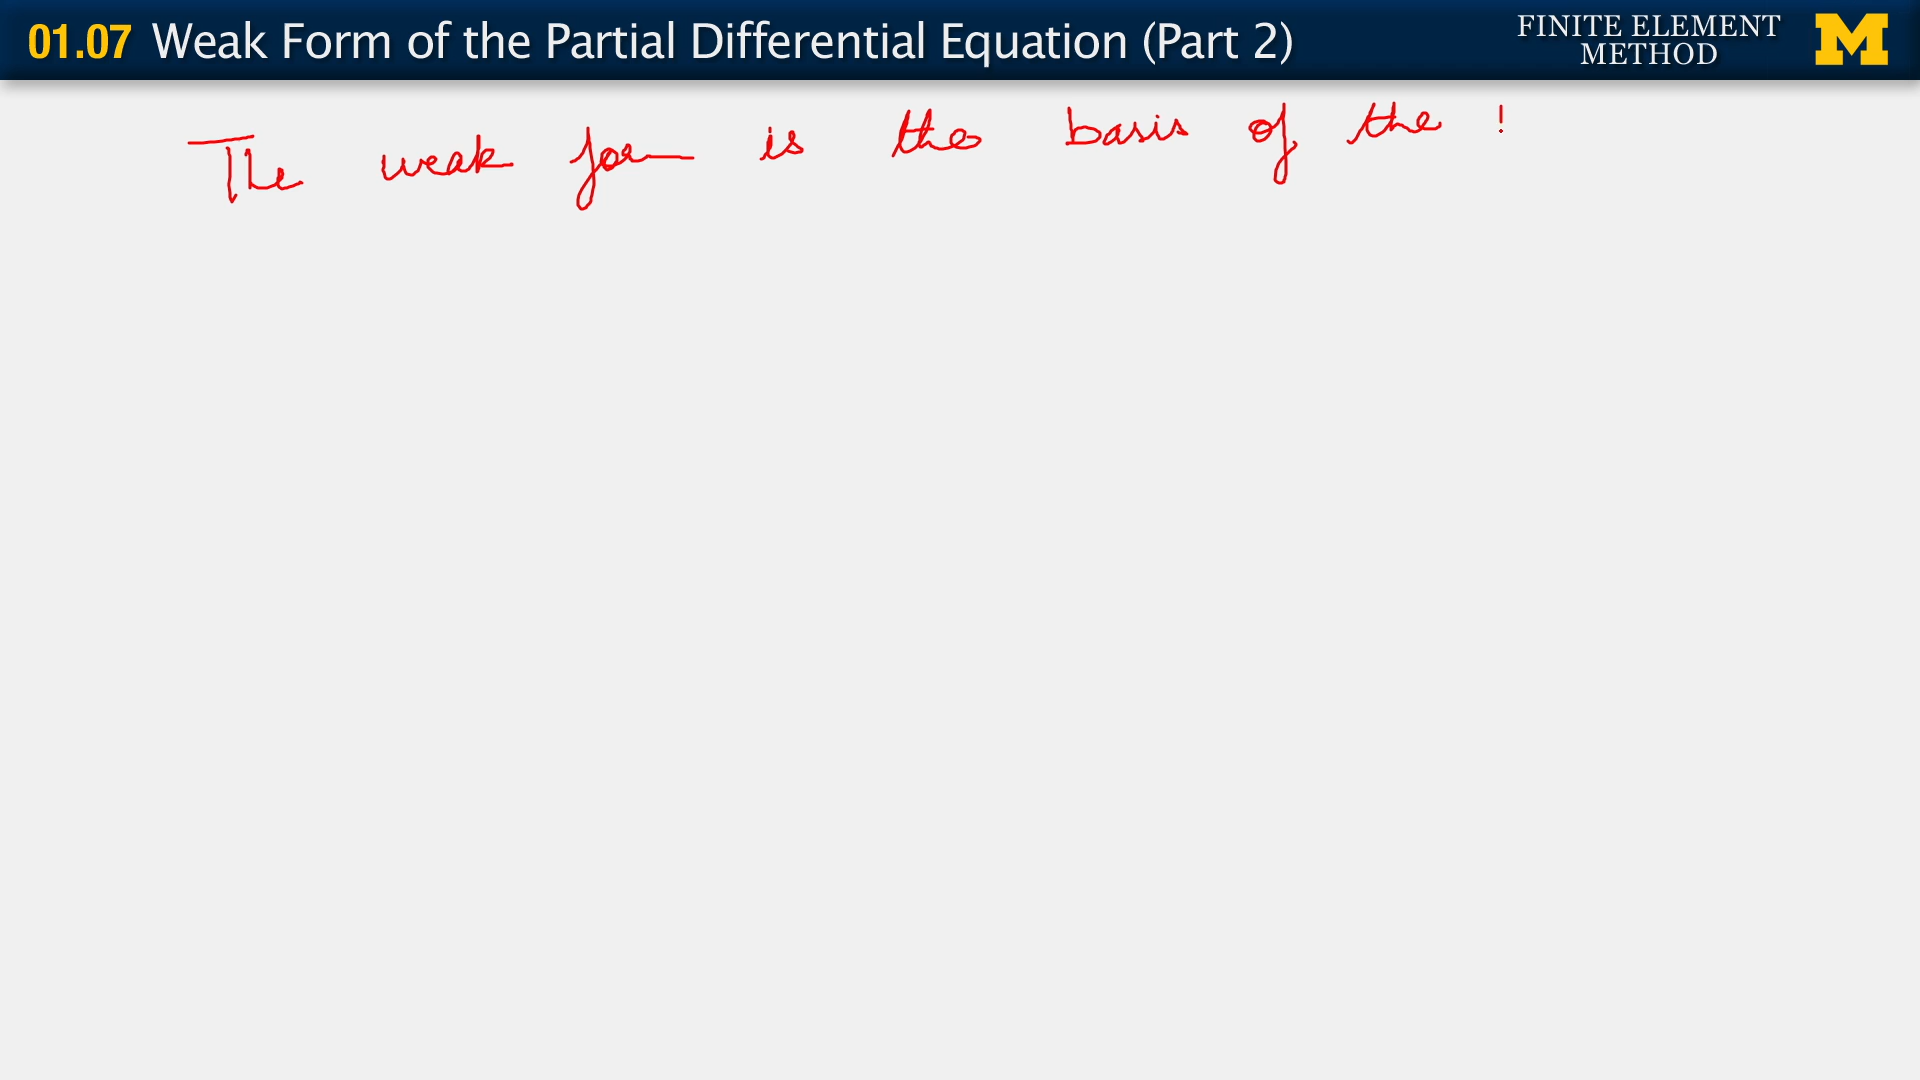 01.07 Weak Form of the Partial Differential Equation (Part 2)
FINITE ELEMENT
METHOD
M
The weak form is the basis of the